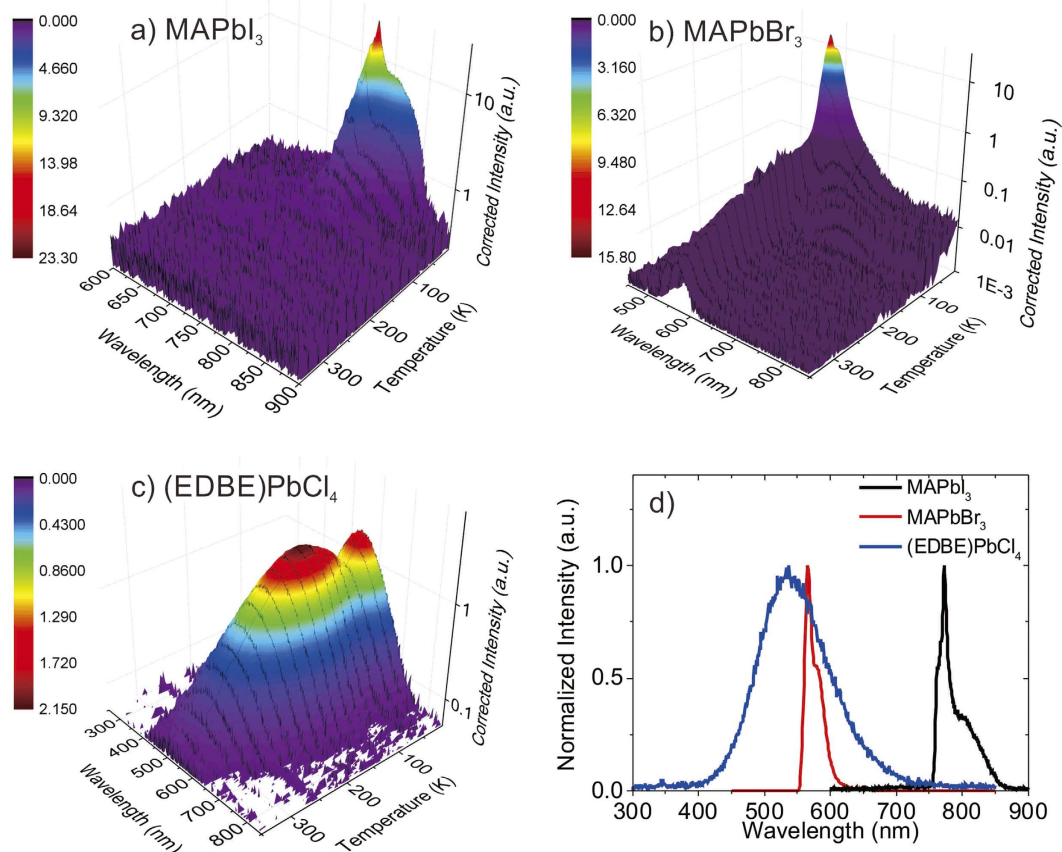 a) MAPbI3
0.000
4.660
9.320
13.98
18.64
23.30
10
1
Corrected Intensity (a.u.)
600
650
700
750
800
850
900
Wavelength (nm)
100
200
300
Temperature (K)
b) MAPbBr3
0.000
3.160
6.320
9.480
12.64
15.80
10
1
0.1
0.01
1E-3
Corrected Intensity (a.u.)
500
600
700
800
Wavelength (nm)
100
200
300
Temperature (K)
c) (EDBE)PbCl4
0.000
0.4300
0.8600
1.290
1.720
2.150
1
0.1
Corrected Intensity (a.u.)
300
400
500
600
700
800
Wavelength (nm)
100
200
300
Temperature (K)
d)
MAPbI3
MAPbBr3
(EDBE)PbCl4
Normalized Intensity (a.u.)
1.0
0.5
0.0
300 400 500 600 700 800 900
Wavelength (nm)